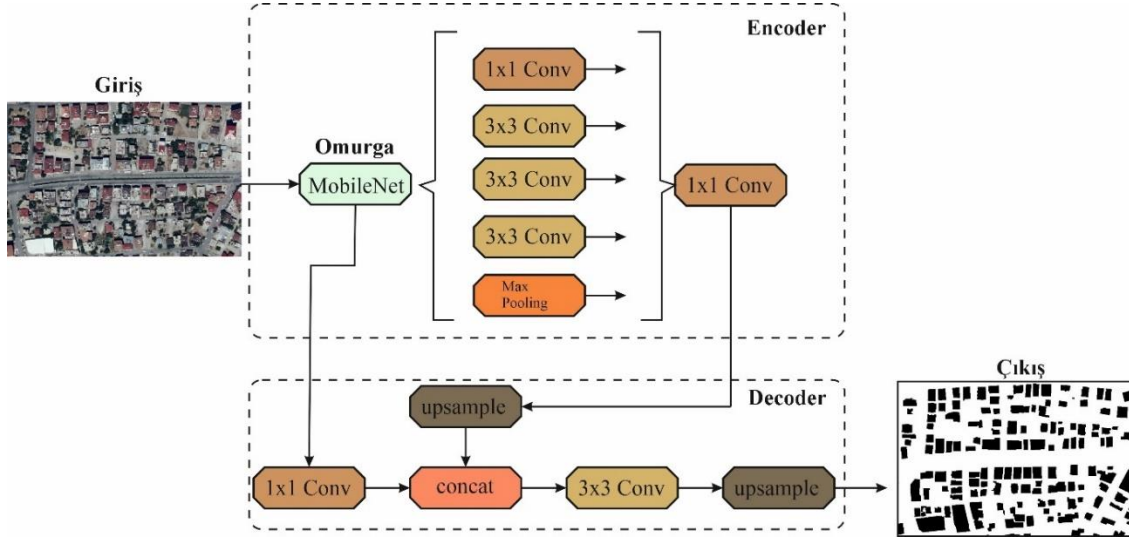 Encoder
Giriş
1x1 Conv
3x3 Conv
Omurga
MobileNet
3x3 Conv
1x1 Conv
3x3 Conv
Max
Pooling
Çıkış
Decoder
upsample
1x1 Conv
concat
3x3 Conv
upsample